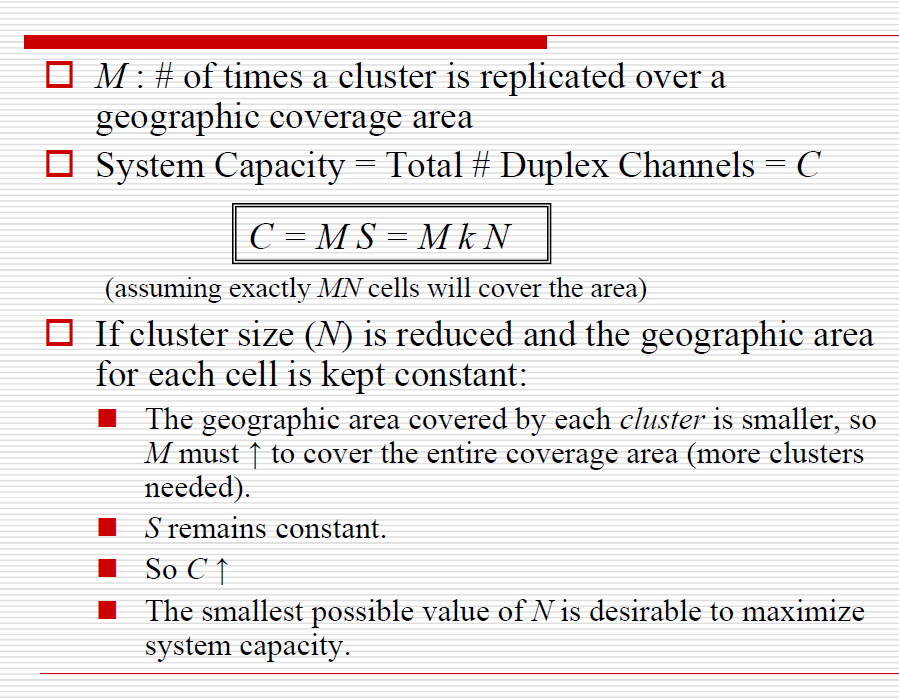 M : # of times a cluster is replicated over a
geographic coverage area
System Capacity = Total # Duplex Channels = C
C = M S = M k N
(assuming exactly MN cells will cover the area)
If cluster size (N) is reduced and the geographic area
for each cell is kept constant:
The geographic area covered by each cluster is smaller, so
M must ↑ to cover the entire coverage area (more clusters
needed).
S remains constant.
So C ↑
The smallest possible value of N is desirable to maximize
system capacity.